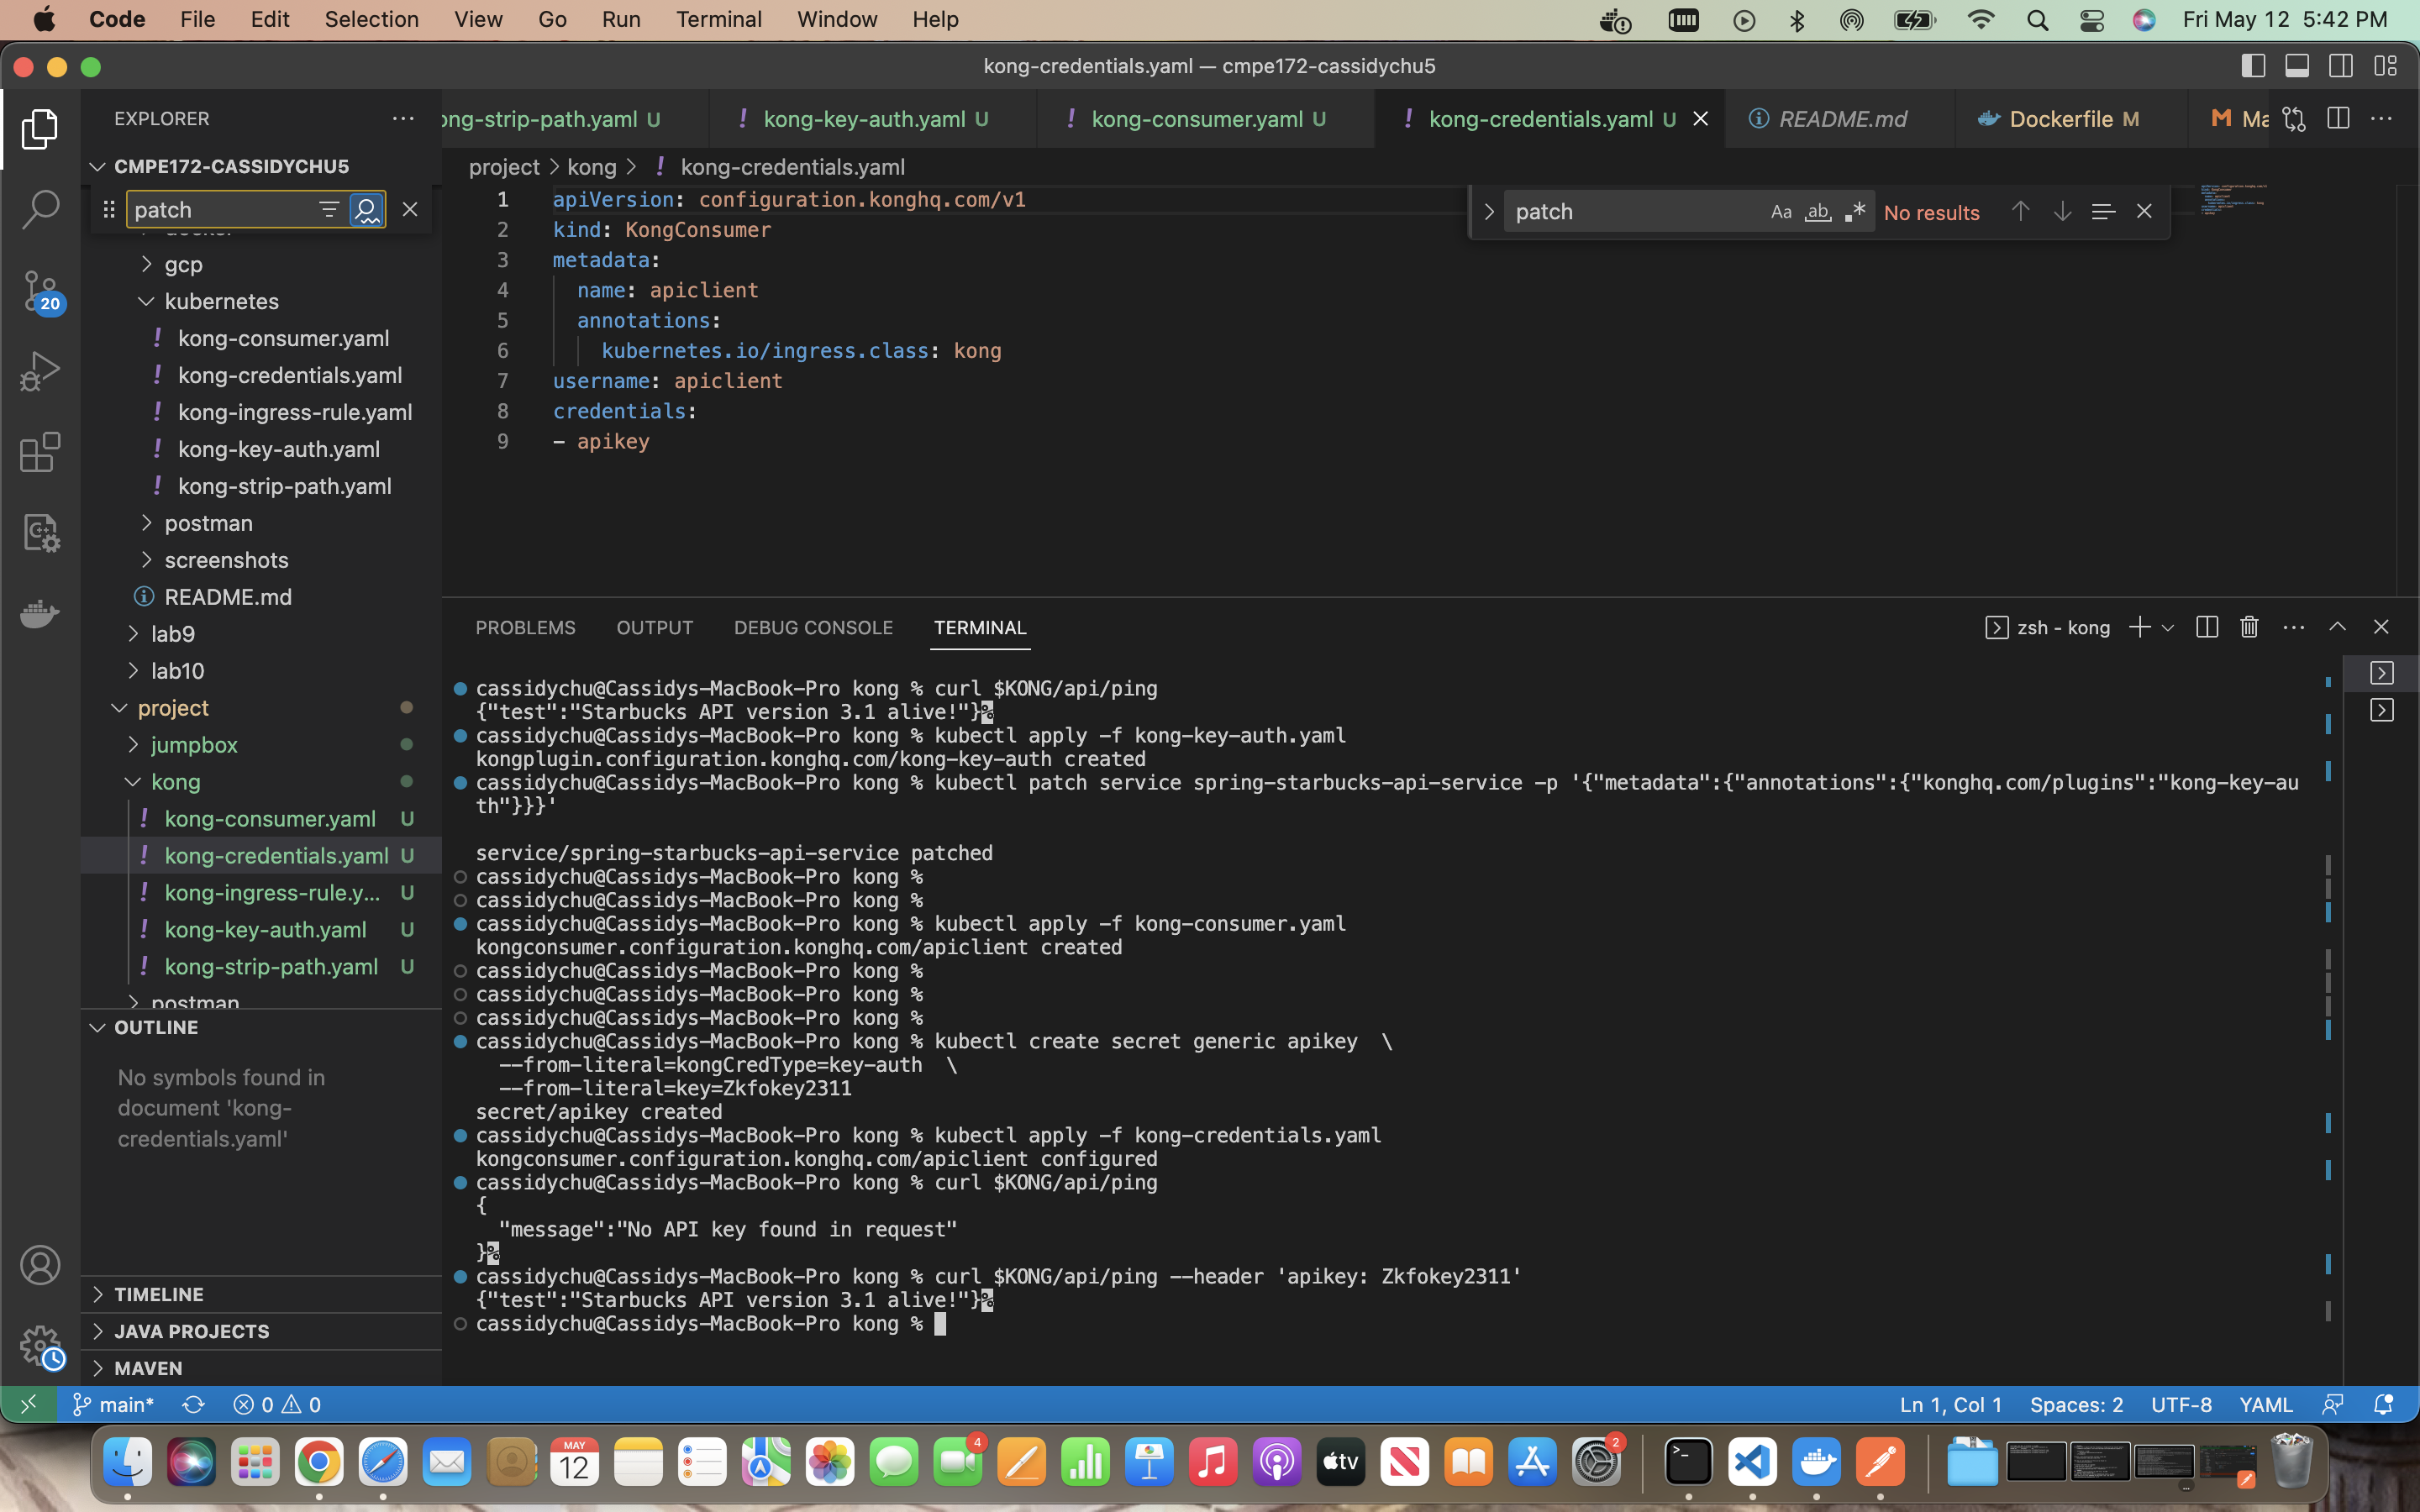 Code File Edit Selection View Go Run Terminal Window Help Fri May 12 5:42 PM
kong-credentials.yaml — cmpe172-cassidychu5
EXPLORER
ong-strip-path.yaml U
! kong-key-auth.yaml U
! kong-consumer.yaml U
! kong-credentials.yaml U
README.md
Dockerfile M
Ma
CMPE172-CASSIDYCHU5
patch
gcp
kubernetes
! kong-consumer.yaml
! kong-credentials.yaml
! kong-ingress-rule.yaml
! kong-key-auth.yaml
! kong-strip-path.yaml
postman
screenshots
README.md
lab9
lab10
project
jumpbox
kong
! kong-consumer.yaml U
! kong-credentials.yaml U
! kong-ingress-rule.y... U
! kong-key-auth.yaml U
! kong-strip-path.yaml U
postman
OUTLINE
No symbols found in
document 'kong-
credentials.yaml'
TIMELINE
JAVA PROJECTS
MAVEN
20
project > kong > ! kong-credentials.yaml
patch Aa ab .* No results
1 apiVersion: configuration.konghq.com/v1
2 kind: KongConsumer
3 metadata:
4   name: apiclient
5   annotations:
6     kubernetes.io/ingress.class: kong
7 username: apiclient
8 credentials:
9 - apikey
PROBLEMS OUTPUT DEBUG CONSOLE TERMINAL zsh - kong
cassidychu@Cassidys-MacBook-Pro kong % curl $KONG/api/ping
{"test":"Starbucks API version 3.1 alive!"}%
cassidychu@Cassidys-MacBook-Pro kong % kubectl apply -f kong-key-auth.yaml
kongplugin.configuration.konghq.com/kong-key-auth created
cassidychu@Cassidys-MacBook-Pro kong % kubectl patch service spring-starbucks-api-service -p '{"metadata":{"annotations":{"konghq.com/plugins":"kong-key-au
th"}}}'
service/spring-starbucks-api-service patched
cassidychu@Cassidys-MacBook-Pro kong %
cassidychu@Cassidys-MacBook-Pro kong %
cassidychu@Cassidys-MacBook-Pro kong % kubectl apply -f kong-consumer.yaml
kongconsumer.configuration.konghq.com/apiclient created
cassidychu@Cassidys-MacBook-Pro kong %
cassidychu@Cassidys-MacBook-Pro kong %
cassidychu@Cassidys-MacBook-Pro kong %
cassidychu@Cassidys-MacBook-Pro kong % kubectl create secret generic apikey  \
  --from-literal=kongCredType=key-auth  \
  --from-literal=key=Zkfokey2311
secret/apikey created
cassidychu@Cassidys-MacBook-Pro kong % kubectl apply -f kong-credentials.yaml
kongconsumer.configuration.konghq.com/apiclient configured
cassidychu@Cassidys-MacBook-Pro kong % curl $KONG/api/ping
{
  "message":"No API key found in request"
}%
cassidychu@Cassidys-MacBook-Pro kong % curl $KONG/api/ping --header 'apikey: Zkfokey2311'
{"test":"Starbucks API version 3.1 alive!"}%
cassidychu@Cassidys-MacBook-Pro kong %
main* 0 0 Ln 1, Col 1 Spaces: 2 UTF-8 YAML
MAY
12
4
tv
2